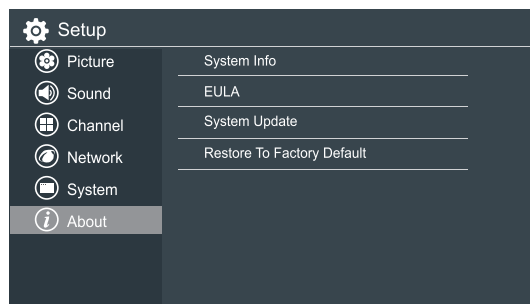 Setup
Picture
Sound
Channel
Network
System
About
System Info
EULA
System Update
Restore To Factory Default